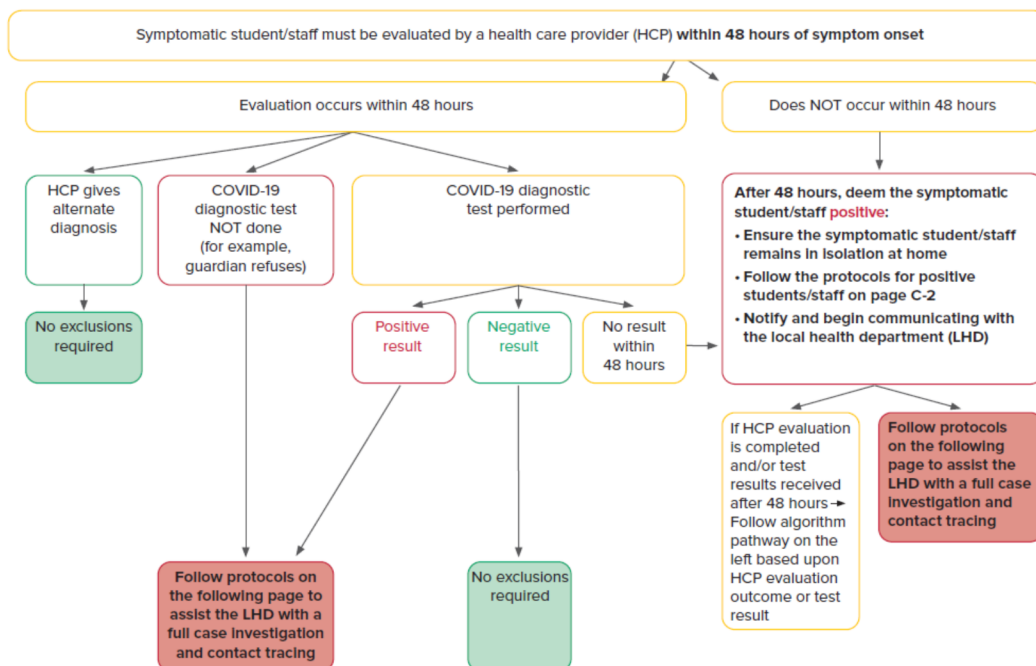 Symptomatic student/staff must be evaluated by a health care provider (HCP) within 48 hours of symptom onset
Evaluation occurs within 48 hours
Does NOT occur within 48 hours
HCP gives
alternate
diagnosis
COVID-19
diagnostic test
NOT done
(for example,
guardian refuses)
COVID-19 diagnostic
test performed
After 48 hours, deem the symptomatic
student/staff positive:
• Ensure the symptomatic student/staff
remains in isolation at home
• Follow the protocols for positive
students/staff on page C-2
• Notify and begin communicating with
the local health department (LHD)
No exclusions
required
Positive
result
Negative
result
No result
within
48 hours
If HCP evaluation
is completed
and/or test
results received
after 48 hours →
Follow algorithm
pathway on the
left based upon
HCP evaluation
outcome or test
result
Follow protocols
on the following
page to assist the
LHD with a full case
investigation and
contact tracing
Follow protocols on
the following page to
assist the LHD with a
full case investigation
and contact tracing
No exclusions
required